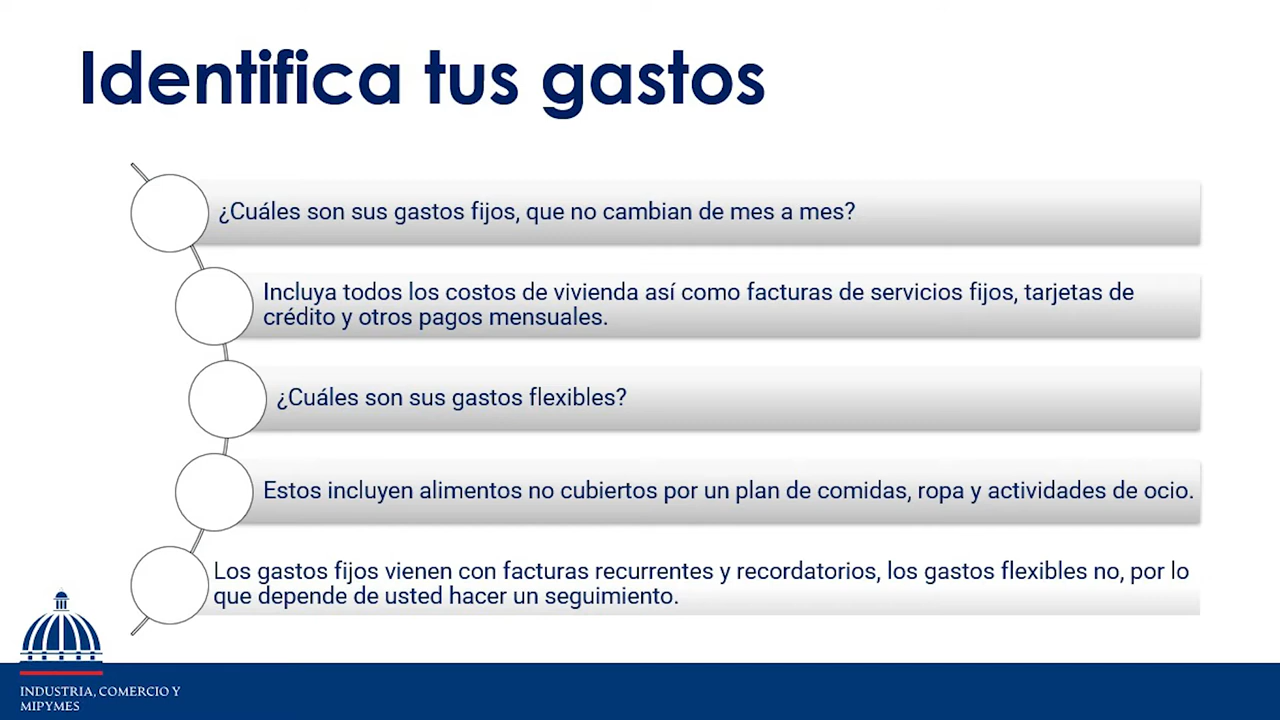 Identifica tus gastos
¿Cuáles son sus gastos fijos, que no cambian de mes a mes?
Incluya todos los costos de vivienda así como facturas de servicios fijos, tarjetas de
crédito y otros pagos mensuales.
¿Cuáles son sus gastos flexibles?
Estos incluyen alimentos no cubiertos por un plan de comidas, ropa y actividades de ocio.
Los gastos fijos vienen con facturas recurrentes y recordatorios, los gastos flexibles no, por lo
que depende de usted hacer un seguimiento.
INDUSTRIA, COMERCIO Y
MIPYMES